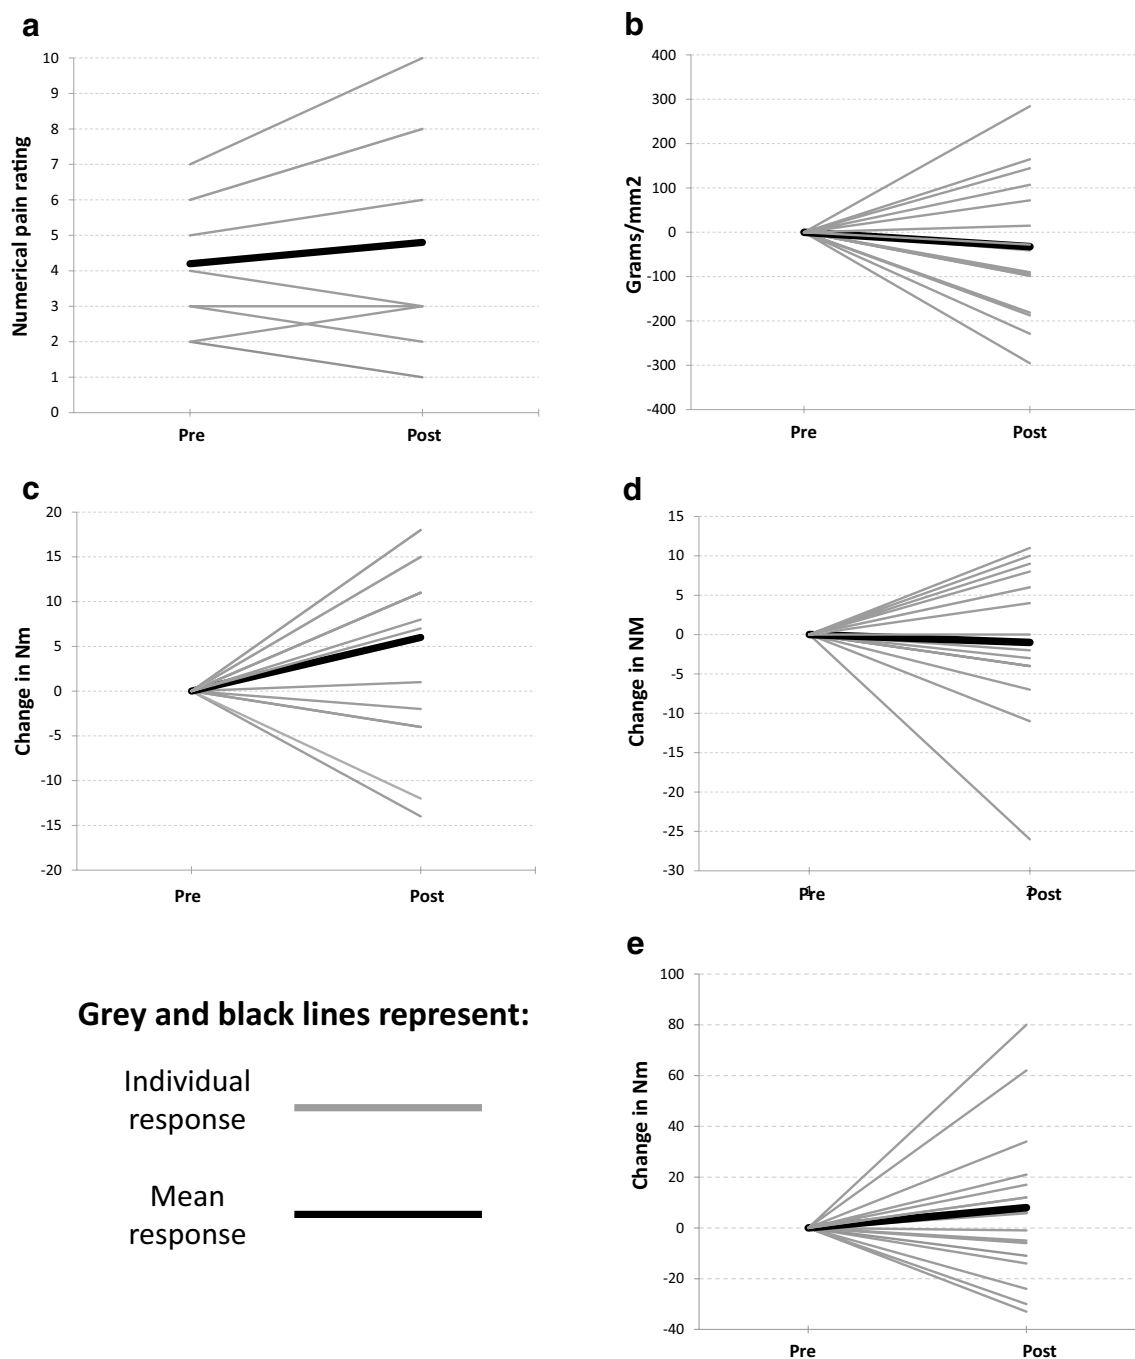 a
Numerical pain rating
10
9
8
7
6
5
4
3
2
1
0
Pre Post
b
Grams/mm2
400
300
200
100
0
-100
-200
-300
-400
Pre Post
c
Change in Nm
20
15
10
5
0
-5
-10
-15
-20
Pre Post
d
Change in NM
15
10
5
0
-5
-10
-15
-20
-25
-30
1 2
Pre Post
Grey and black lines represent:
Individual
response
Mean
response
e
Change in Nm
100
80
60
40
20
0
-20
-40
Pre Post